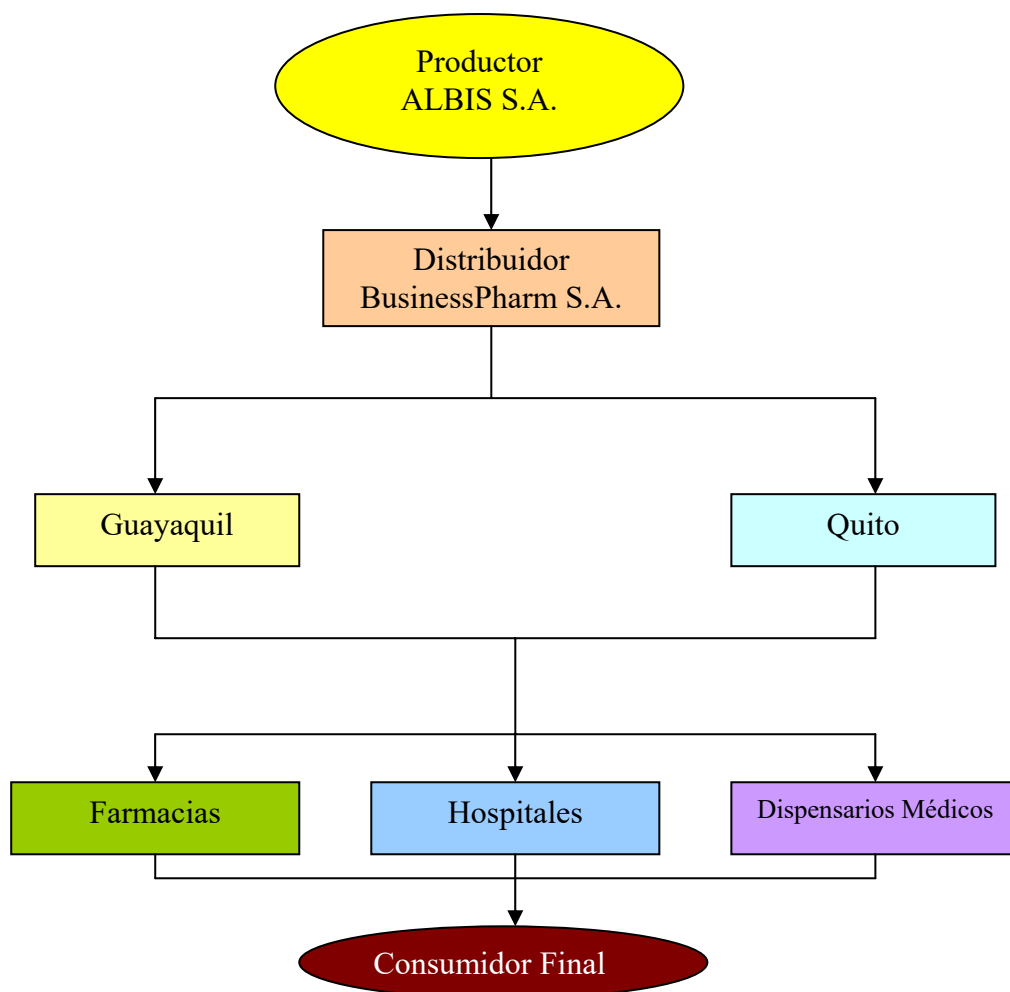 Productor
ALBIS S.A.
Distribuidor
BusinessPharm S.A.
Guayaquil
Quito
Farmacias
Hospitales
Dispensarios Médicos
Consumidor Final